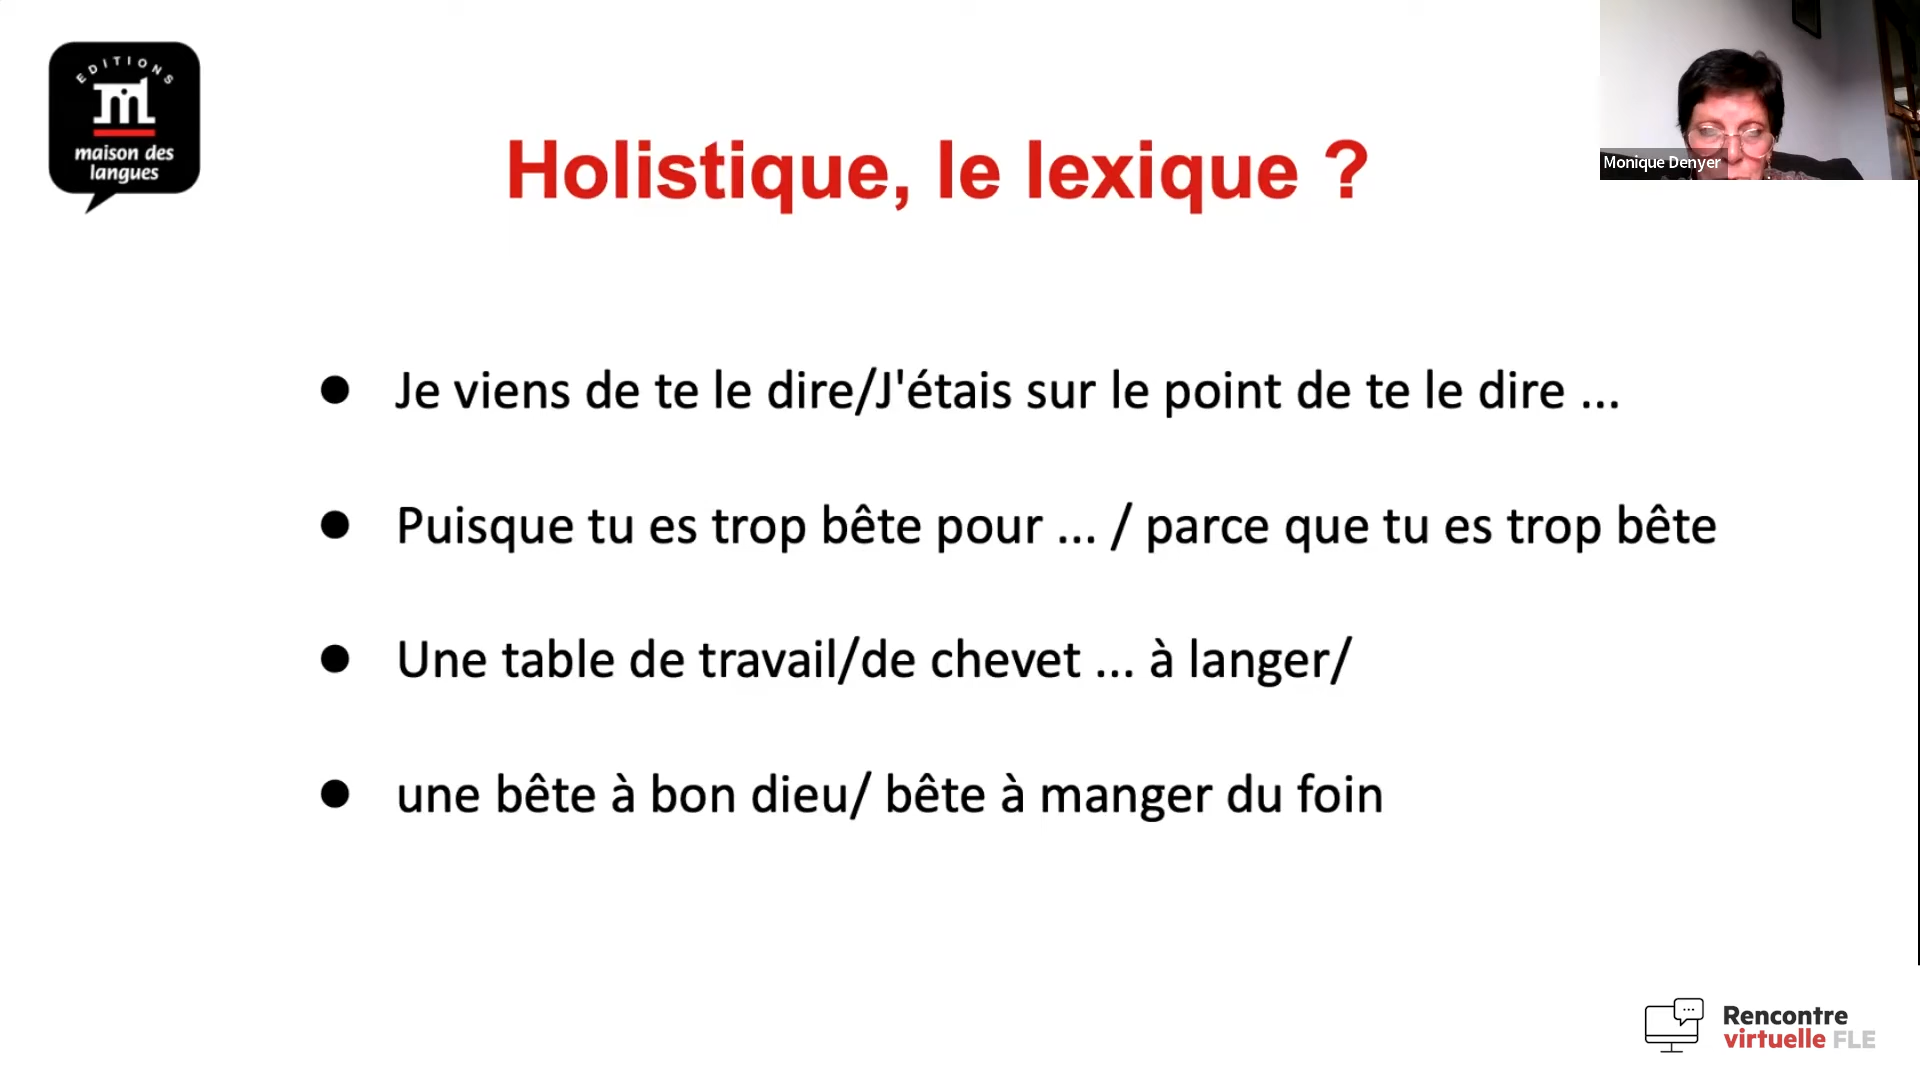 EDITIONS
maison des
langues
Monique Denyer
Holistique, le lexique ?
● Je viens de te le dire/J'étais sur le point de te le dire ...
● Puisque tu es trop bête pour ... / parce que tu es trop bête
● Une table de travail/de chevet ... à langer/
● une bête à bon dieu/ bête à manger du foin
Rencontre
virtuelle FLE